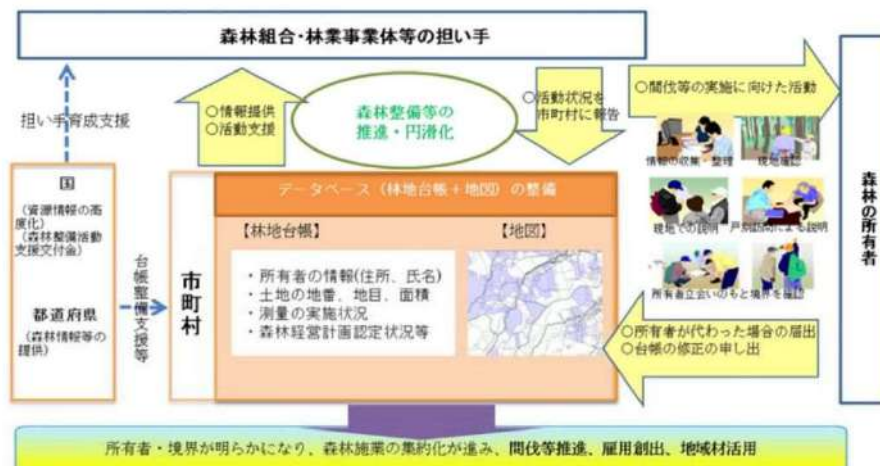 森林組合・林業事業体等の担い手
担い手育成支援
○情報提供
○活動支援
森林整備等の
推進・円滑化
○活動状況を
市町村に報告
○間伐等の実施に向けた活動
情報の収集・整理
現地確認
現地での説明
戸別訪問による説明
所有者立会いのもと境界を確認
森林の所有者
国
(資源情報の高
度化)
(森林整備活動
支援交付金)
都道府県
(森林情報等の
提供)
台帳整備支援等
市町村
データベース(林地台帳+地図)の整備
【林地台帳】
【地図】
・所有者の情報(住所、氏名)
・土地の地番、地目、面積
・測量の実施状況
・森林経営計画認定状況等
○所有者が代わった場合の届出
○台帳の修正の申し出
所有者・境界が明らかになり、森林施業の集約化が進み、間伐等推進、雇用創出、地域材活用